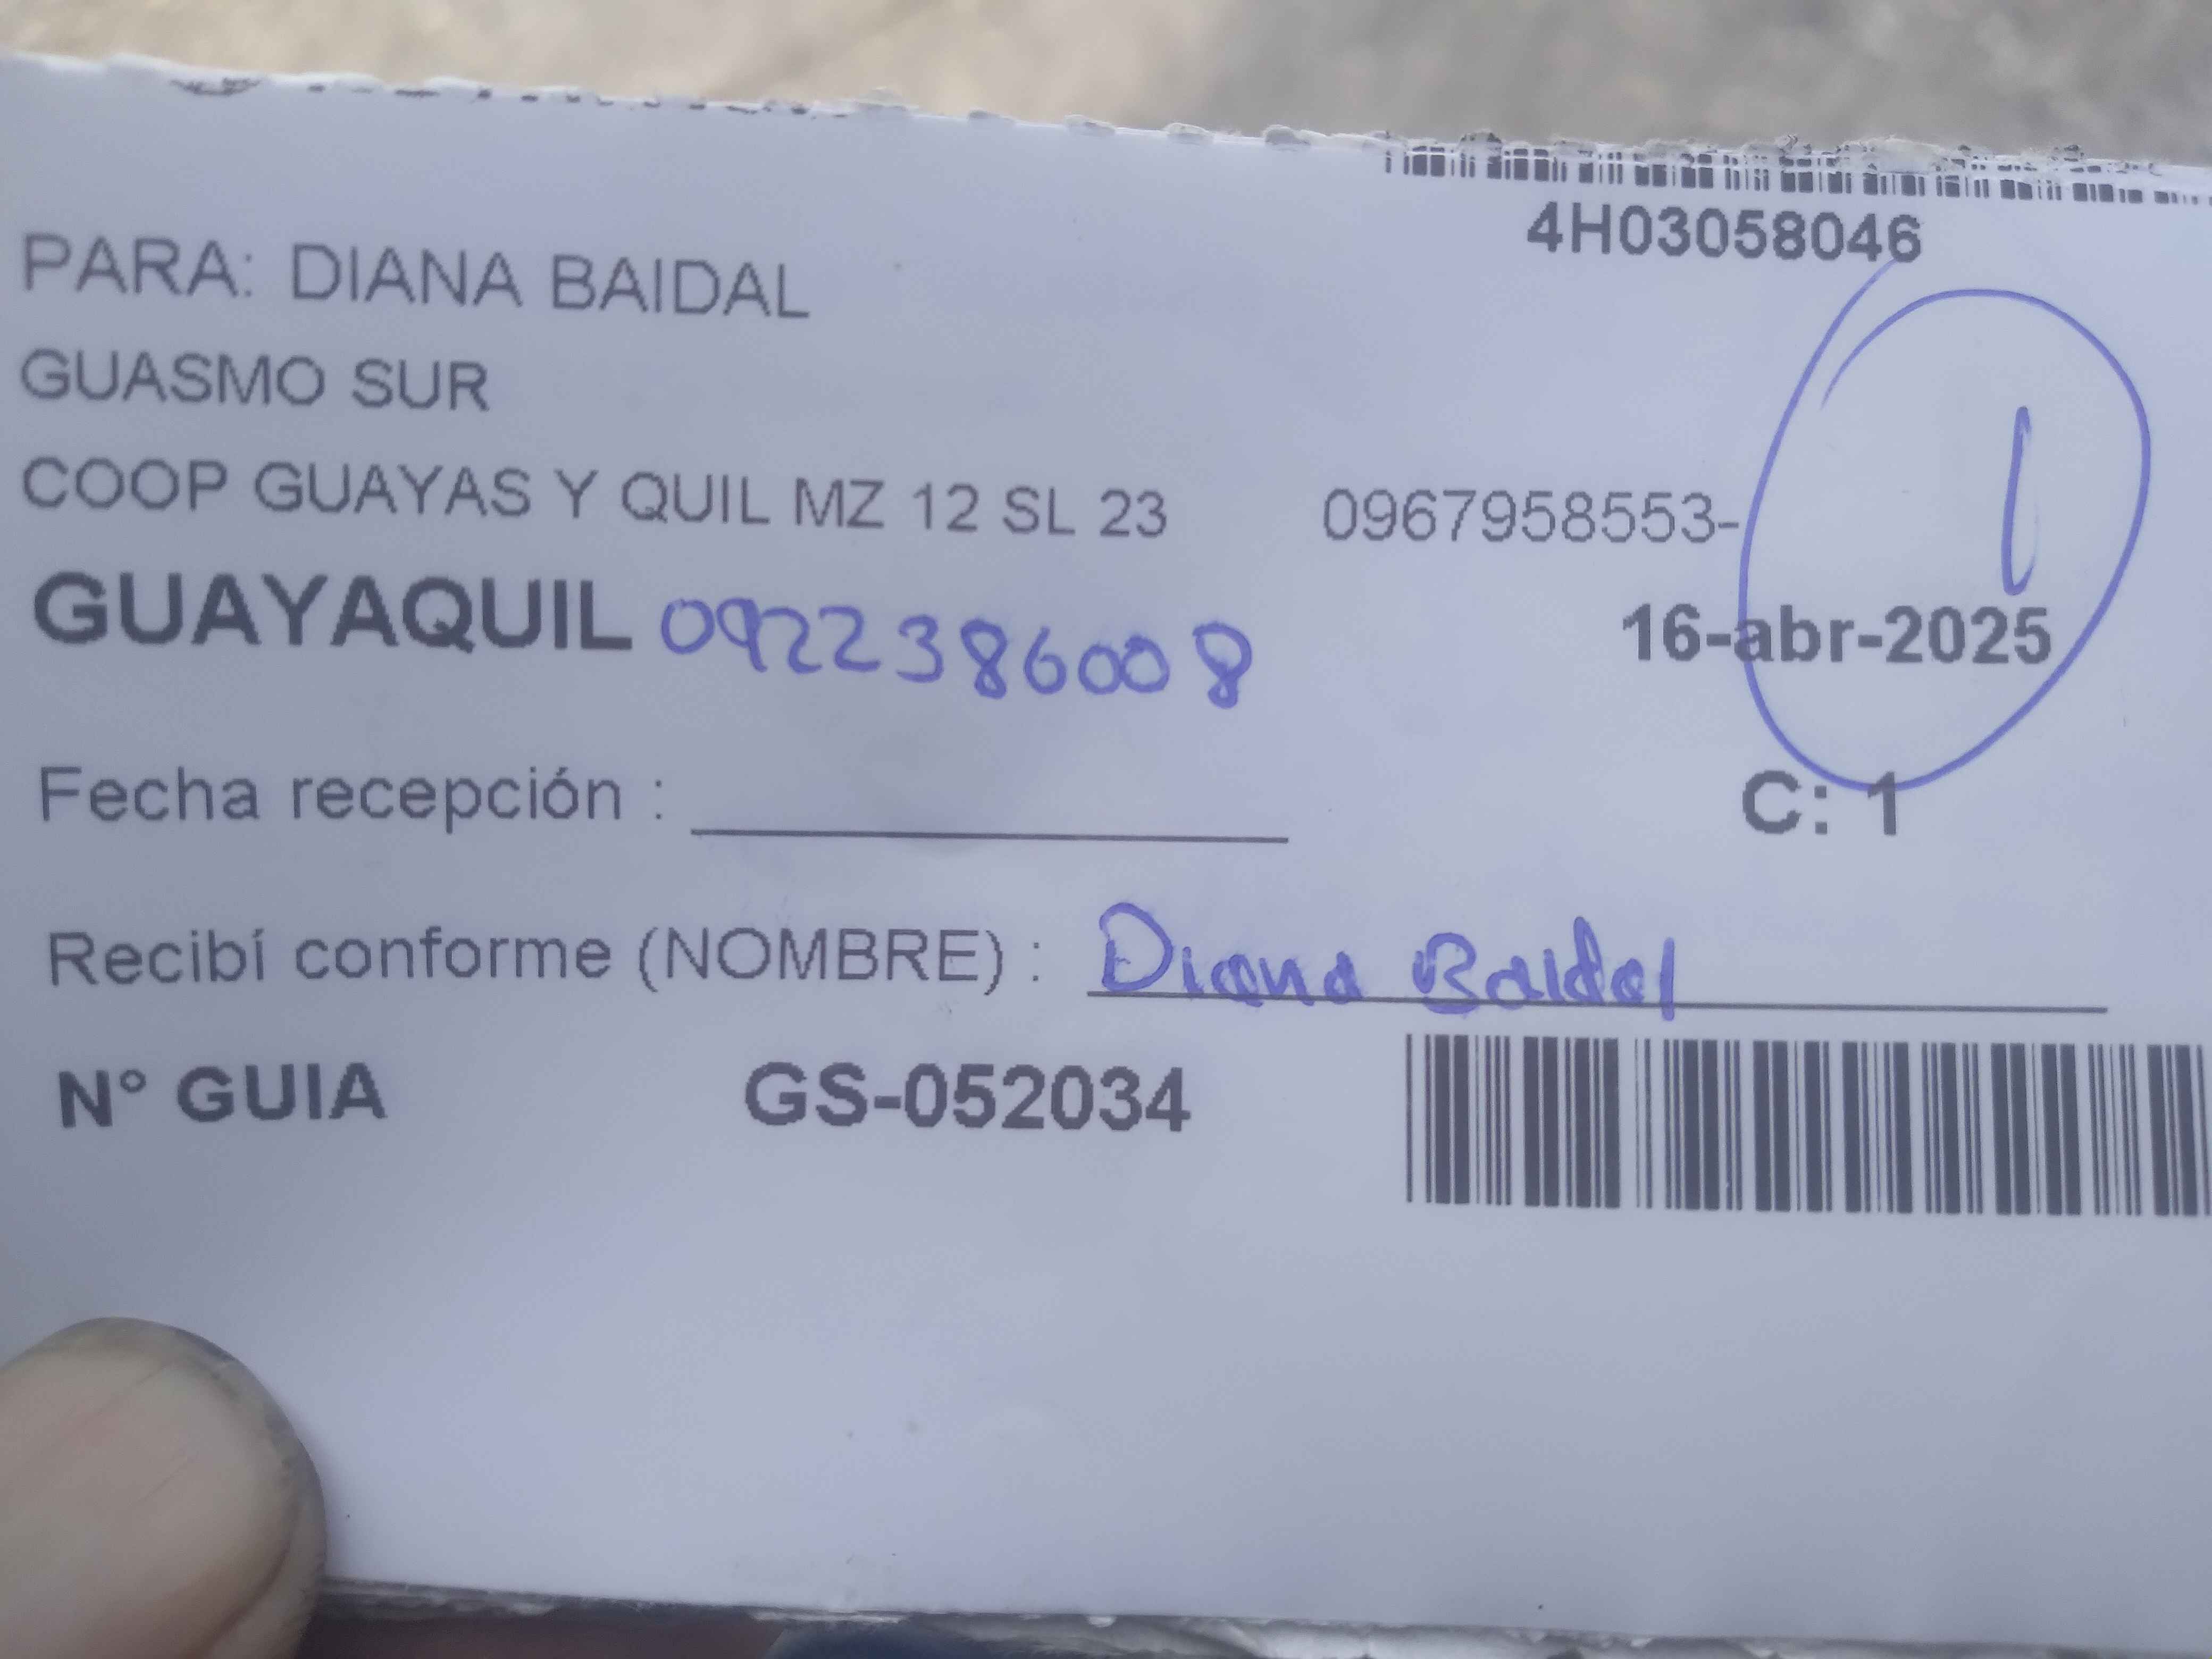 4H03058046
PARA: DIANA BAIDAL
GUASMO SUR
COOP GUAYAS Y QUIL MZ 12 SL 23 0967958553-
1
GUAYAQUIL 0922386008 16-abr-2025
Fecha recepción : C: 1
Recibí conforme (NOMBRE) : Diana Baidal
N° GUIA GS-052034